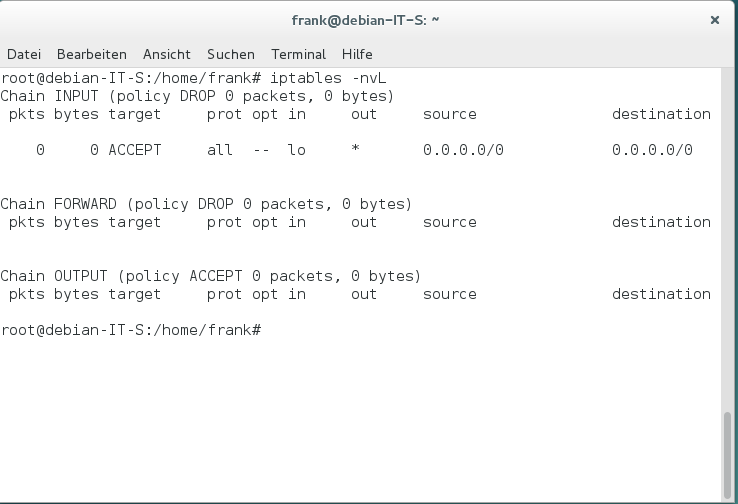 frank@debian-IT-S: ~
Datei Bearbeiten Ansicht Suchen Terminal Hilfe
root@debian-IT-S:/home/frank# iptables -nvL
Chain INPUT (policy DROP 0 packets, 0 bytes)
pkts bytes target prot opt in out source destination
0 0 ACCEPT all -- lo * 0.0.0.0/0 0.0.0.0/0
Chain FORWARD (policy DROP 0 packets, 0 bytes)
pkts bytes target prot opt in out source destination
Chain OUTPUT (policy ACCEPT 0 packets, 0 bytes)
pkts bytes target prot opt in out source destination
root@debian-IT-S:/home/frank#